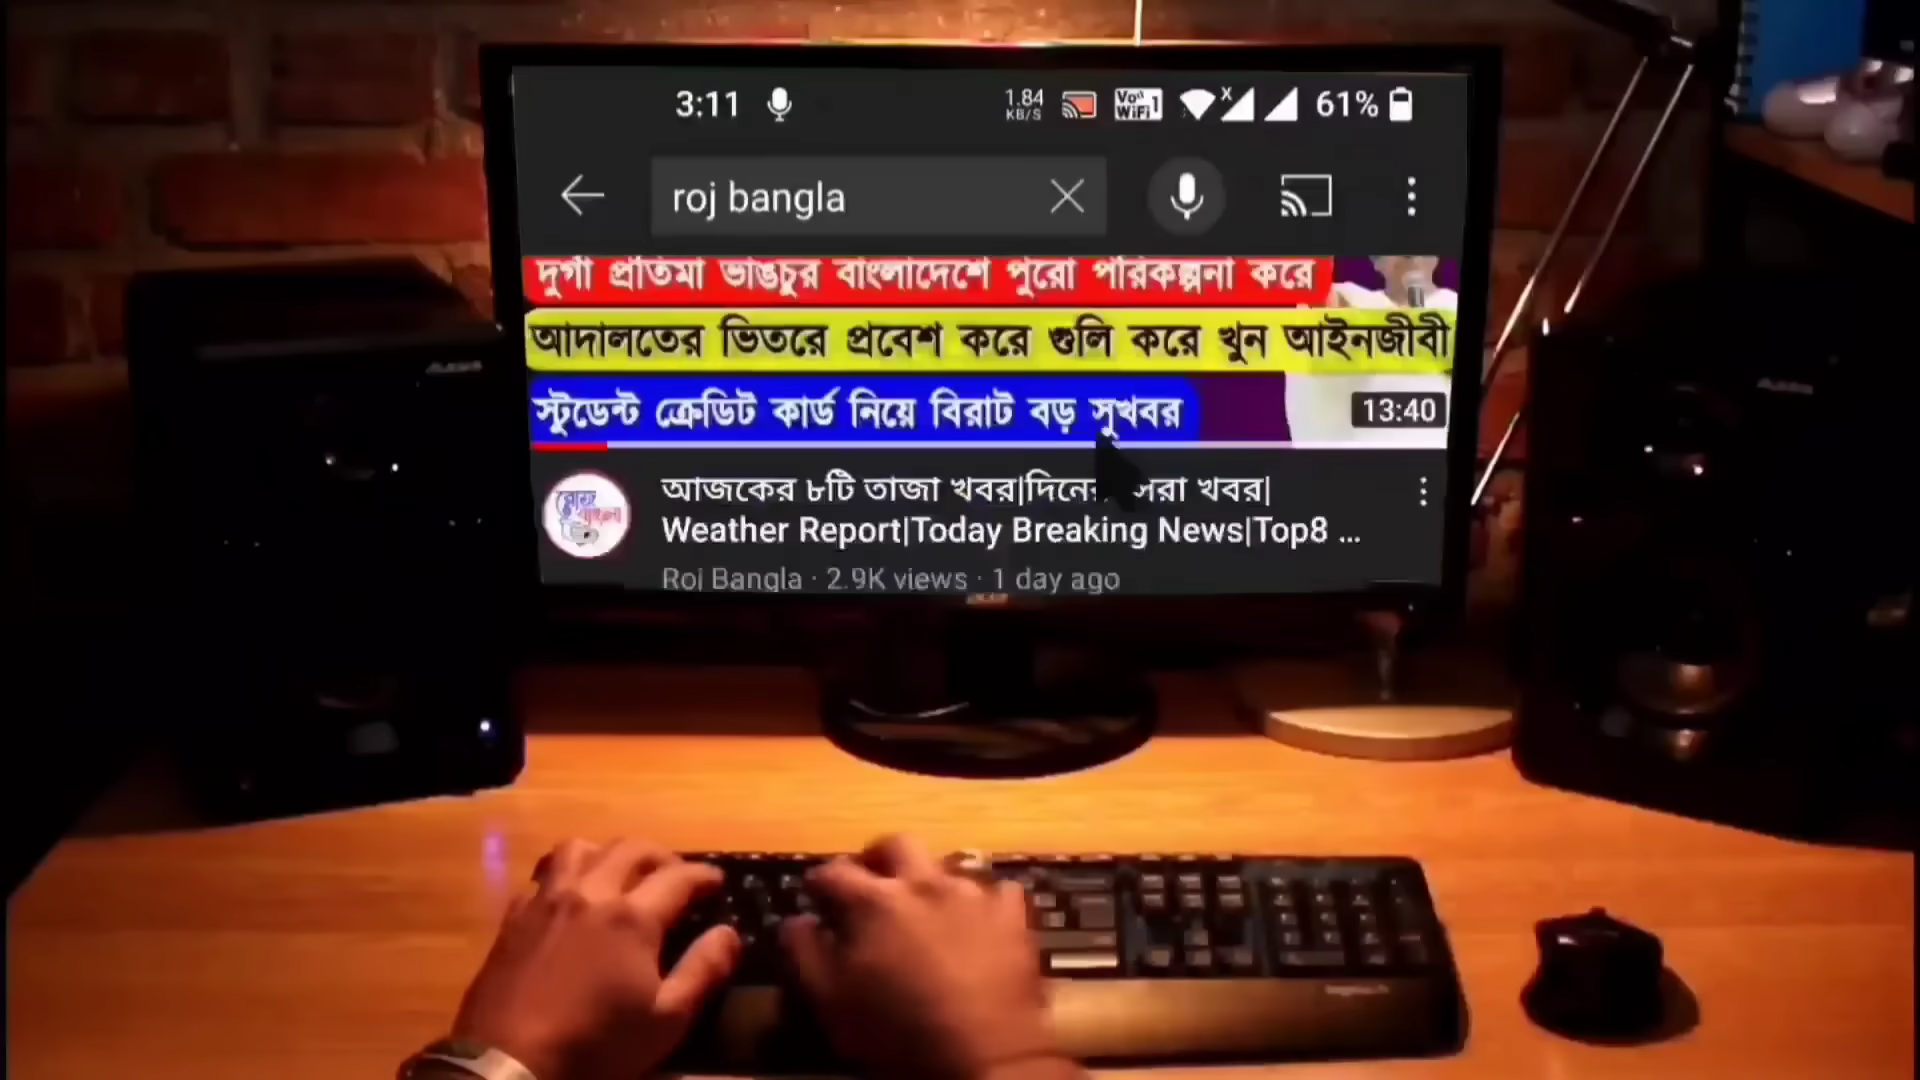 3:11 1.84 KB/S Vo WiFi 1 x 61%
roj bangla
দুর্গা প্রতিমা ভাঙচুর বাংলাদেশে পুরো পরিকল্পনা করে
আদালতের ভিতরে প্রবেশ করে গুলি করে খুন আইনজীবী
স্টুডেন্ট ক্রেডিট কার্ড নিয়ে বিরাট বড় সুখবর
13:40
রোজ বাংলা
আজকের ৮টি তাজা খবর|দিনের সেরা খবর|
Weather Report|Today Breaking News|Top8 ...
Roj Bangla · 2.9K views · 1 day ago